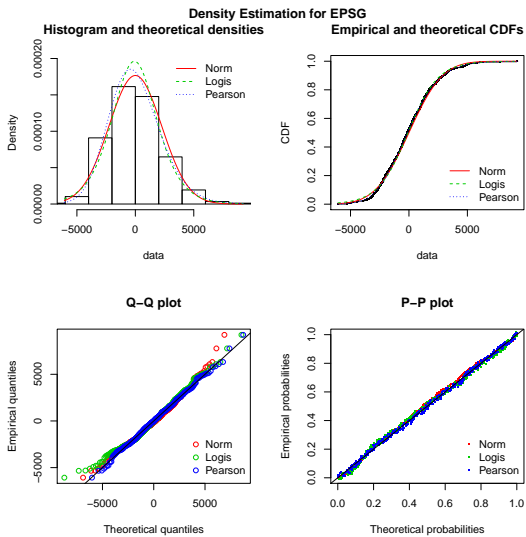 Density Estimation for EPSG
Histogram and theoretical densities
Density
0.00000 0.00010 0.00020
−5000 0 5000
data
Norm
Logis
Pearson
Empirical and theoretical CDFs
CDF
0.0 0.2 0.4 0.6 0.8 1.0
−5000 0 5000
data
Norm
Logis
Pearson
Q−Q plot
Empirical quantiles
−5000 0 5000
−5000 0 5000
Theoretical quantiles
Norm
Logis
Pearson
P−P plot
Empirical probabilities
0.0 0.2 0.4 0.6 0.8 1.0
0.0 0.2 0.4 0.6 0.8 1.0
Theoretical probabilities
Norm
Logis
Pearson